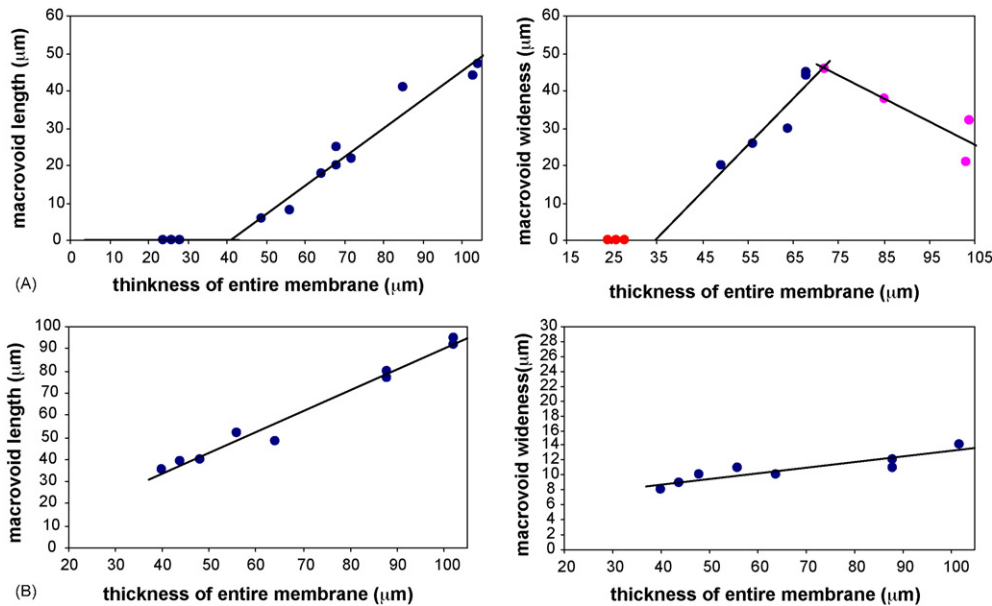 macrovoid length (μm)
60
50
40
30
20
10
0
0 10 20 30 40 50 60 70 80 90 100
thinkness of entire membrane (μm)
(A)
macrovoid wideness (μm)
60
50
40
30
20
10
0
15 25 35 45 55 65 75 85 95 105
thickness of entire membrane (μm)
macrovoid length (μm)
100
90
80
70
60
50
40
30
20
10
0
20 30 40 50 60 70 80 90 100
thickness of entire membrane (μm)
(B)
macrovoid wideness(μm)
30
28
26
24
22
20
18
16
14
12
10
8
6
4
2
0
20 30 40 50 60 70 80 90 100
thickness of entire membrane (μm)